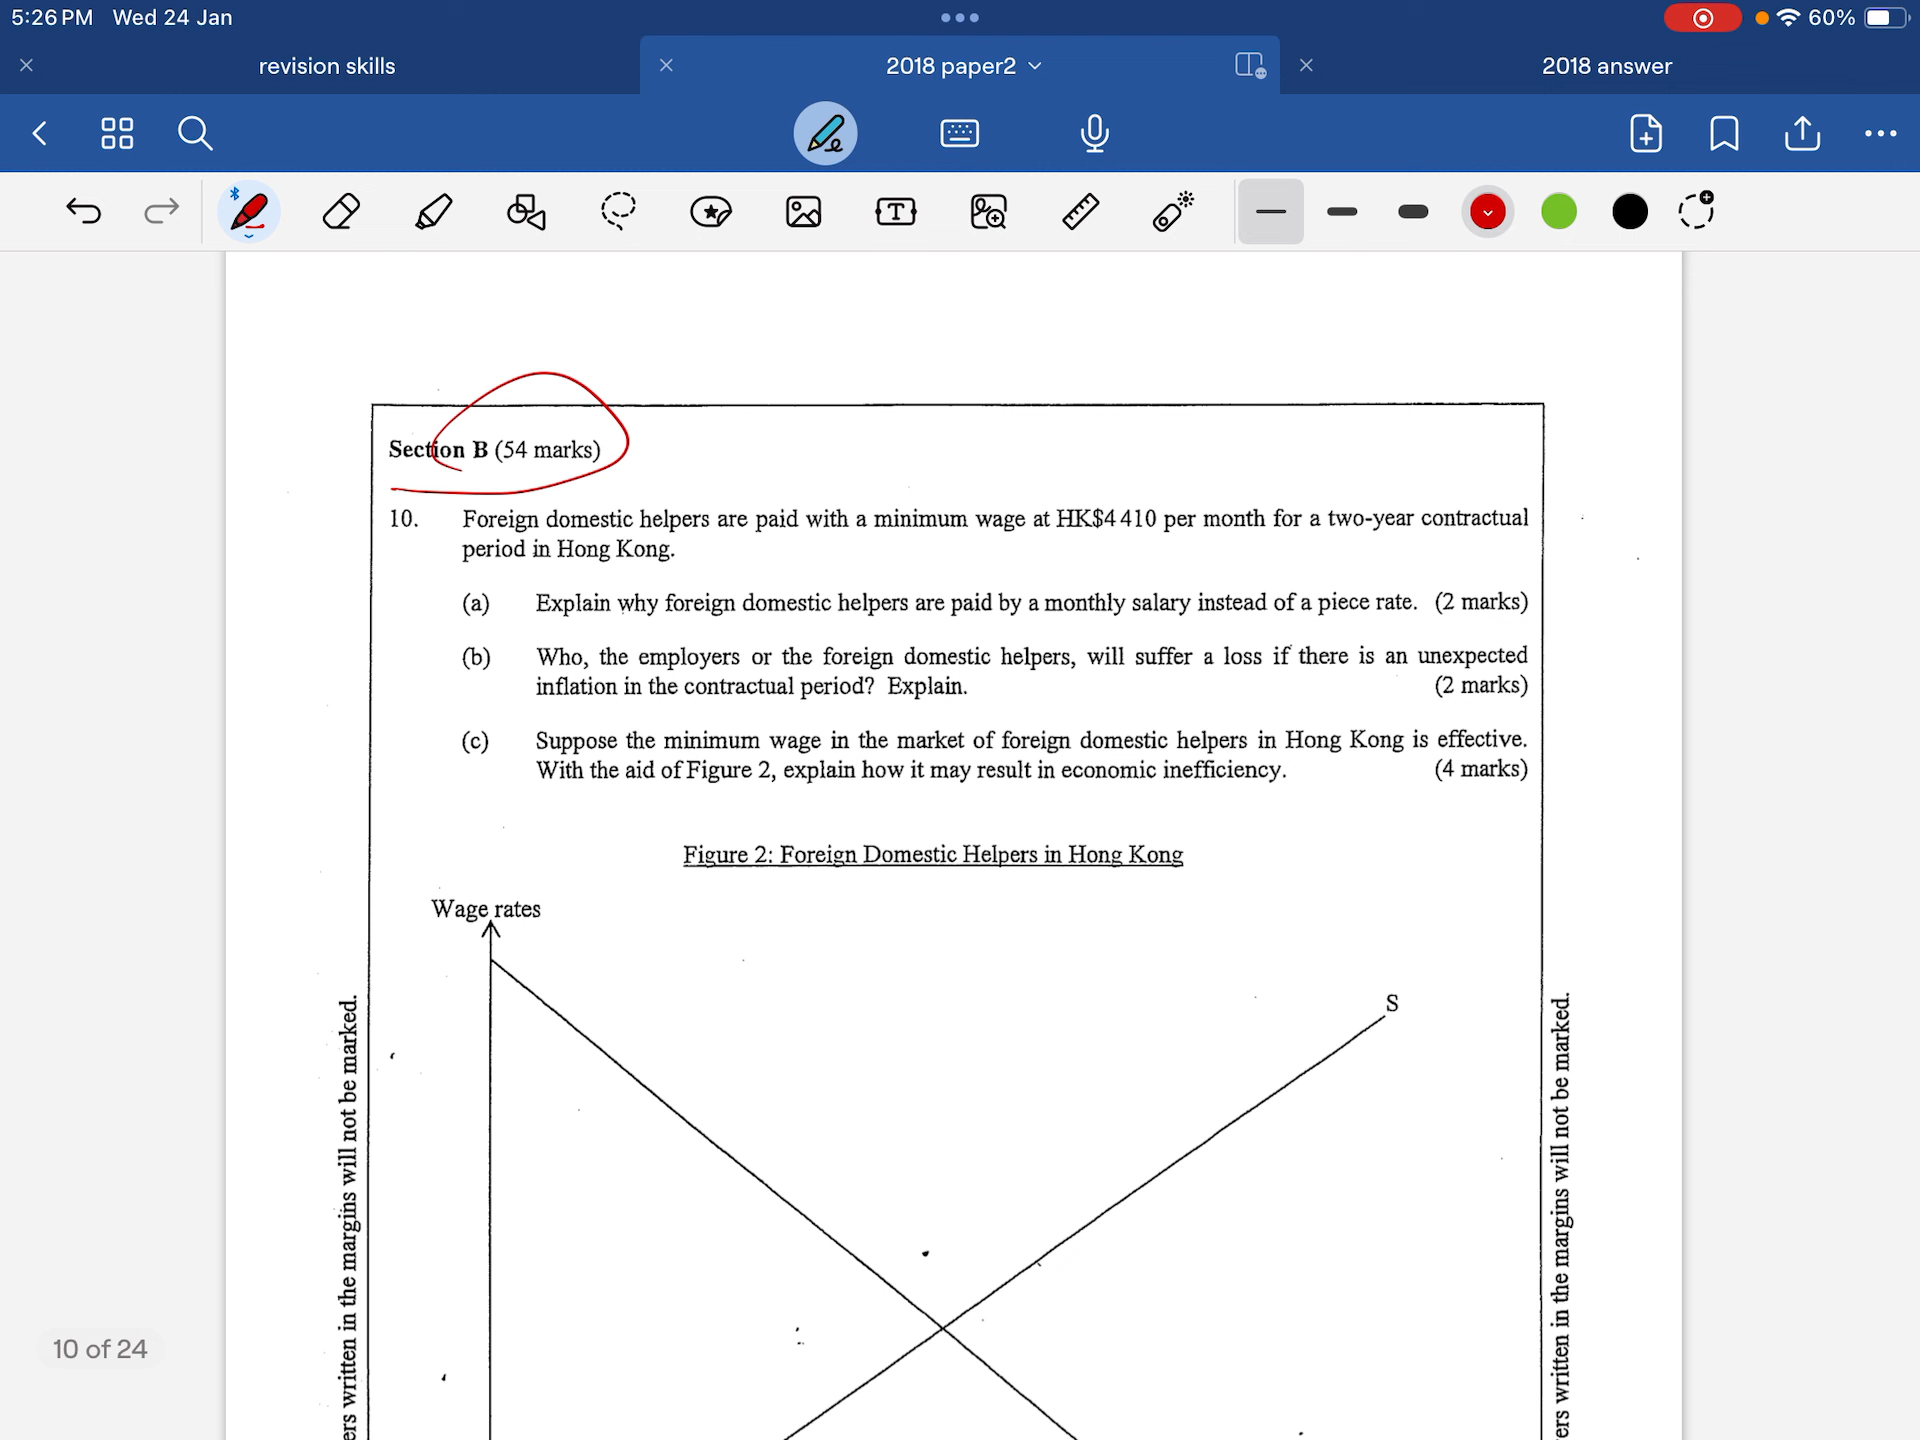 5:26 PM Wed 24 Jan
60%
revision skills
2018 paper2
2018 answer
Section B (54 marks)
10. Foreign domestic helpers are paid with a minimum wage at HK$4 410 per month for a two-year contractual
period in Hong Kong.
(a) Explain why foreign domestic helpers are paid by a monthly salary instead of a piece rate. (2 marks)
(b) Who, the employers or the foreign domestic helpers, will suffer a loss if there is an unexpected
inflation in the contractual period? Explain. (2 marks)
(c) Suppose the minimum wage in the market of foreign domestic helpers in Hong Kong is effective.
With the aid of Figure 2, explain how it may result in economic inefficiency. (4 marks)
Figure 2: Foreign Domestic Helpers in Hong Kong
Wage rates
S
written in the margins will not be marked.
written in the margins will not be marked.
10 of 24